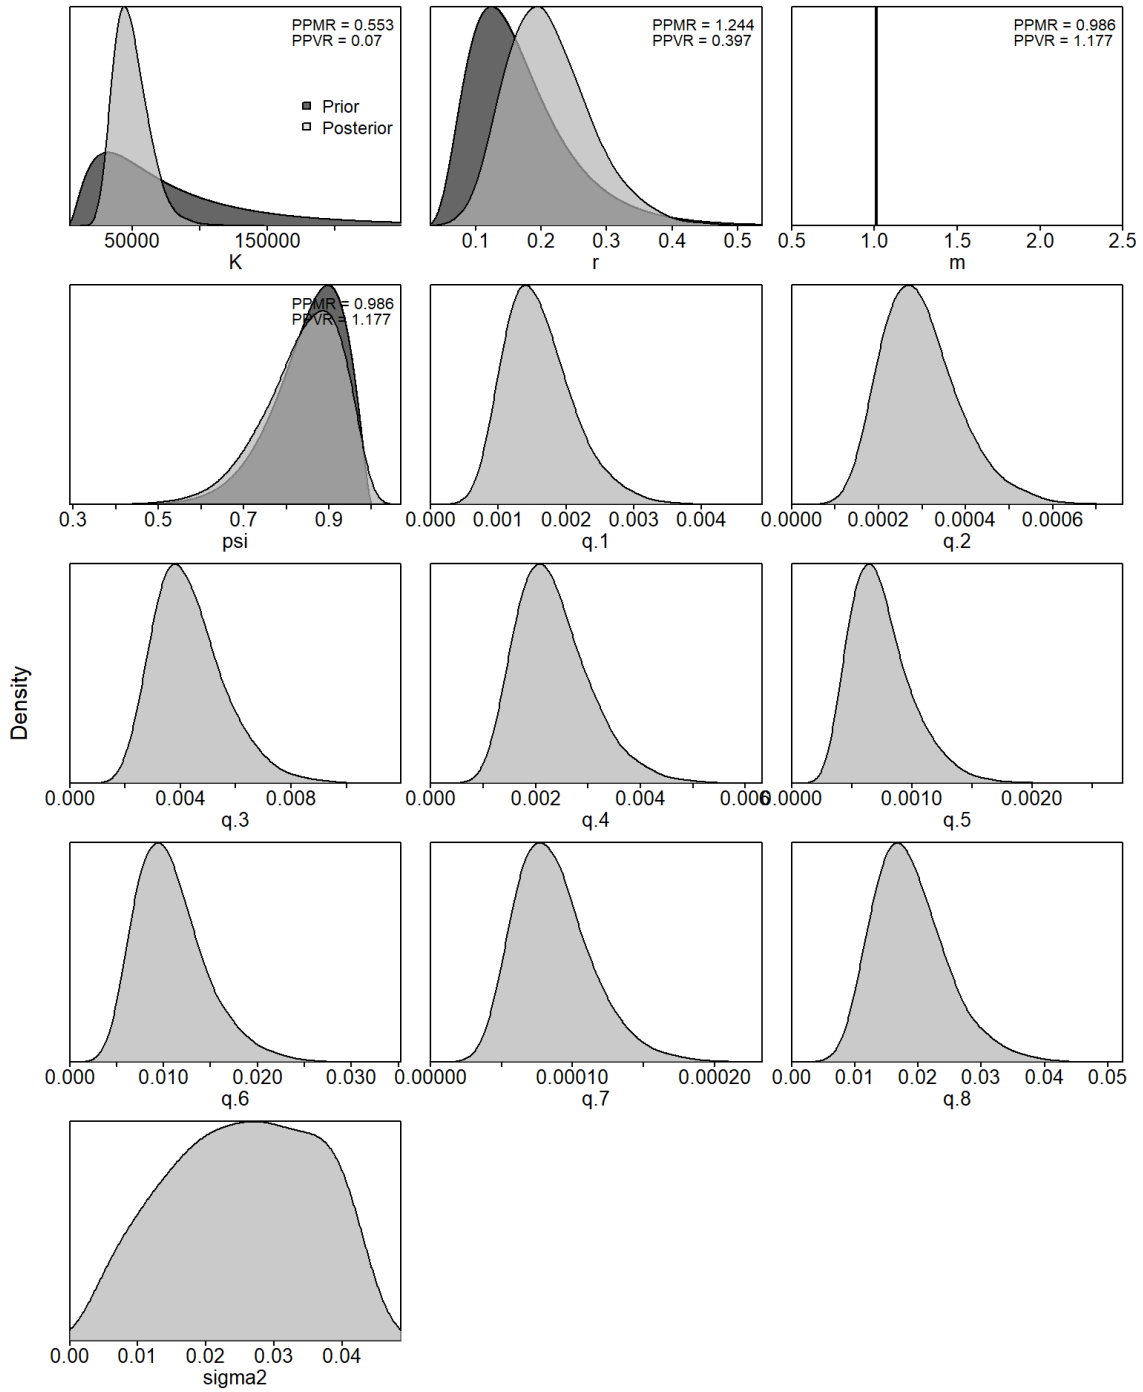 PPMR = 0.553
PPVR = 0.07
Prior
Posterior
50000 150000
K
PPMR = 1.244
PPVR = 0.397
0.1 0.2 0.3 0.4 0.5
r
PPMR = 0.986
PPVR = 1.177
0.5 1.0 1.5 2.0 2.5
m
PPMR = 0.986
PPVR = 1.177
0.3 0.5 0.7 0.9
psi
0.000 0.001 0.002 0.003 0.004
q.1
0.0000 0.0002 0.0004 0.0006
q.2
Density
0.000 0.004 0.008
q.3
0.000 0.002 0.004 0.006
q.4
0.0000 0.0010 0.0020
q.5
0.000 0.010 0.020 0.030
q.6
0.00000 0.00010 0.00020
q.7
0.00 0.01 0.02 0.03 0.04 0.05
q.8
0.00 0.01 0.02 0.03 0.04
sigma2